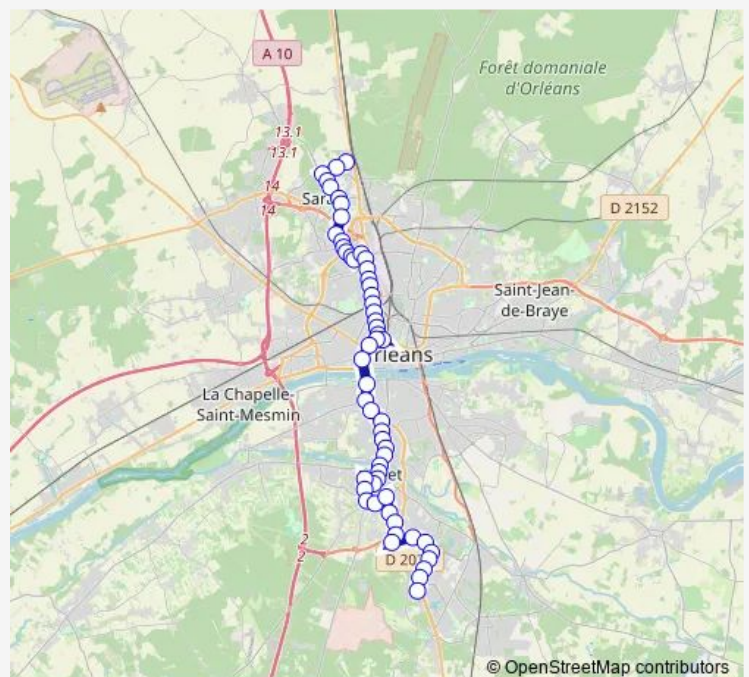 A 10
Forêt domaniale
d'Orléans
13.1
13.1
14
14
D 2152
Saint-Jean-
de-Braye
La Chapelle-
Saint-Mesmin
2
2
© OpenStreetMap contributors